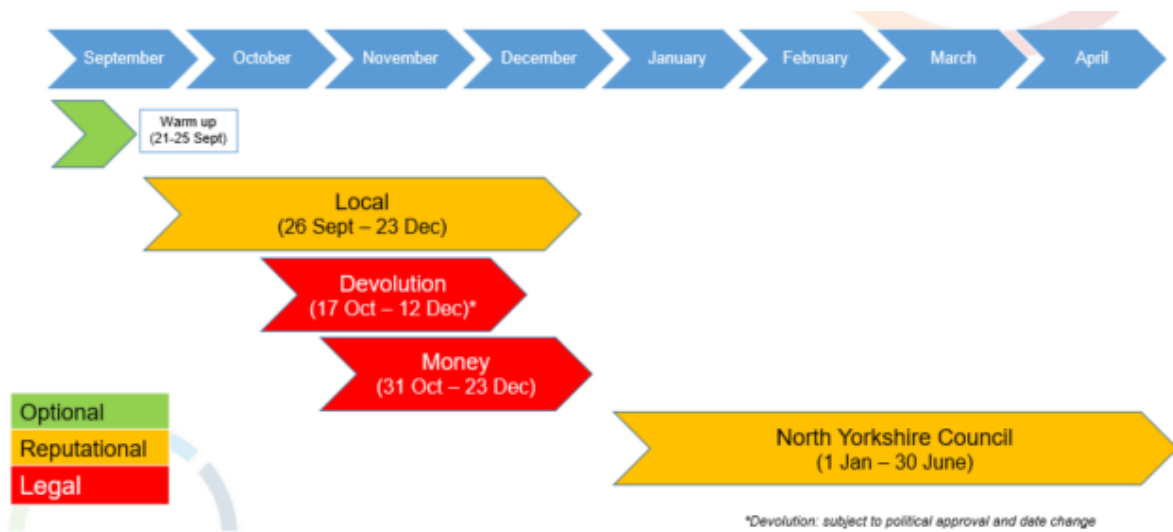 September October November December January February March April
Warm up
(21-25 Sept)
Local
(26 Sept – 23 Dec)
Devolution
(17 Oct – 12 Dec)*
Money
(31 Oct – 23 Dec)
Optional
Reputational
Legal
North Yorkshire Council
(1 Jan – 30 June)
*Devolution: subject to political approval and date change